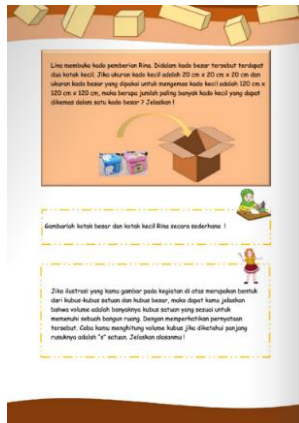 Lina membuka kado pemberian Rina. Didalam kado besar tersebut terdapat
dua kotak kecil. Jika ukuran kado kecil adalah 20 cm x 20 cm x 20 cm dan
ukuran kado besar yang dipakai untuk mengemas kado kecil adalah 120 cm x
120 cm x 120 cm, maka berapa jumlah paling banyak kado kecil yang dapat
dikemas dalam satu kado besar ? Jelaskan !
Gambarlah kotak besar dan kotak kecil Rina secara sederhana !
Jika ilustrasi yang kamu gambar pada kegiatan di atas merupakan bentuk
dari kubus-kubus satuan dan kubus besar, maka dapat kamu jelaskan
bahwa volume adalah banyaknya kubus satuan yang sesuai untuk
memenuhi sebuah bangun ruang. Dengan memperhatikan pernyataan
tersebut. Coba kamu menghitung volume kubus jika diketahui panjang
rusuknya adalah "s" satuan. Jelaskan alasanmu !